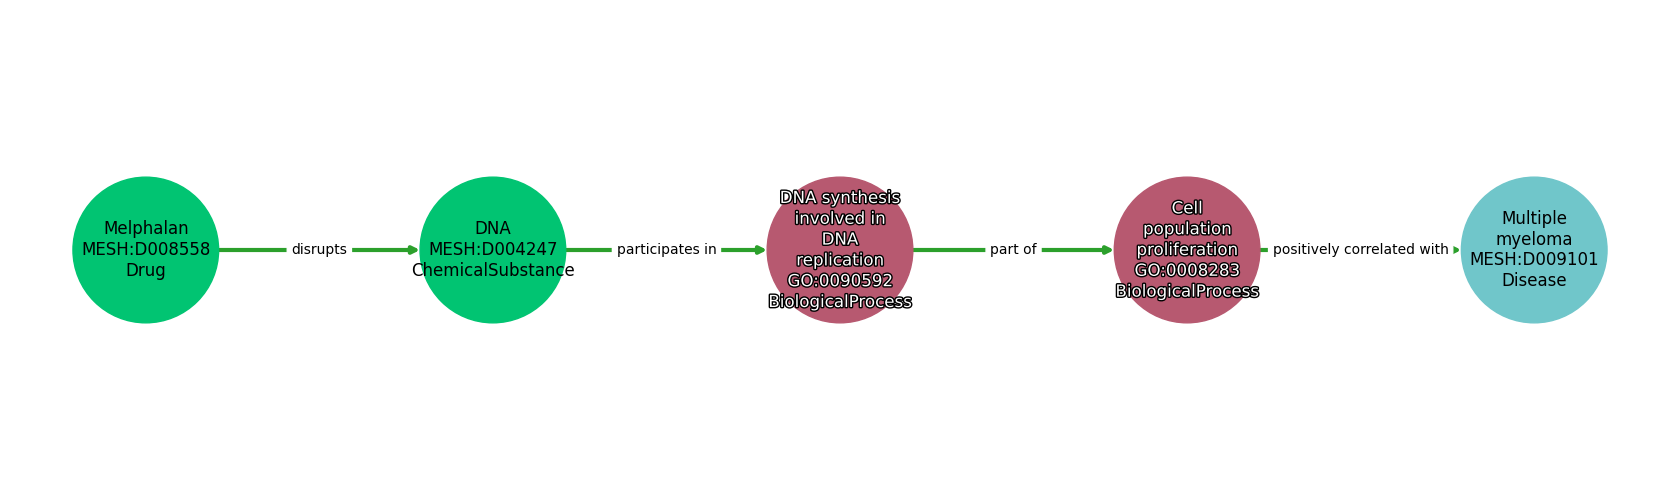 Melphalan
MESH:D008558
Drug
disrupts
DNA
MESH:D004247
ChemicalSubstance
participates in
DNA synthesis
involved in
DNA
replication
GO:0090592
BiologicalProcess
part of
Cell
population
proliferation
GO:0008283
BiologicalProcess
positively correlated with
Multiple
myeloma
MESH:D009101
Disease